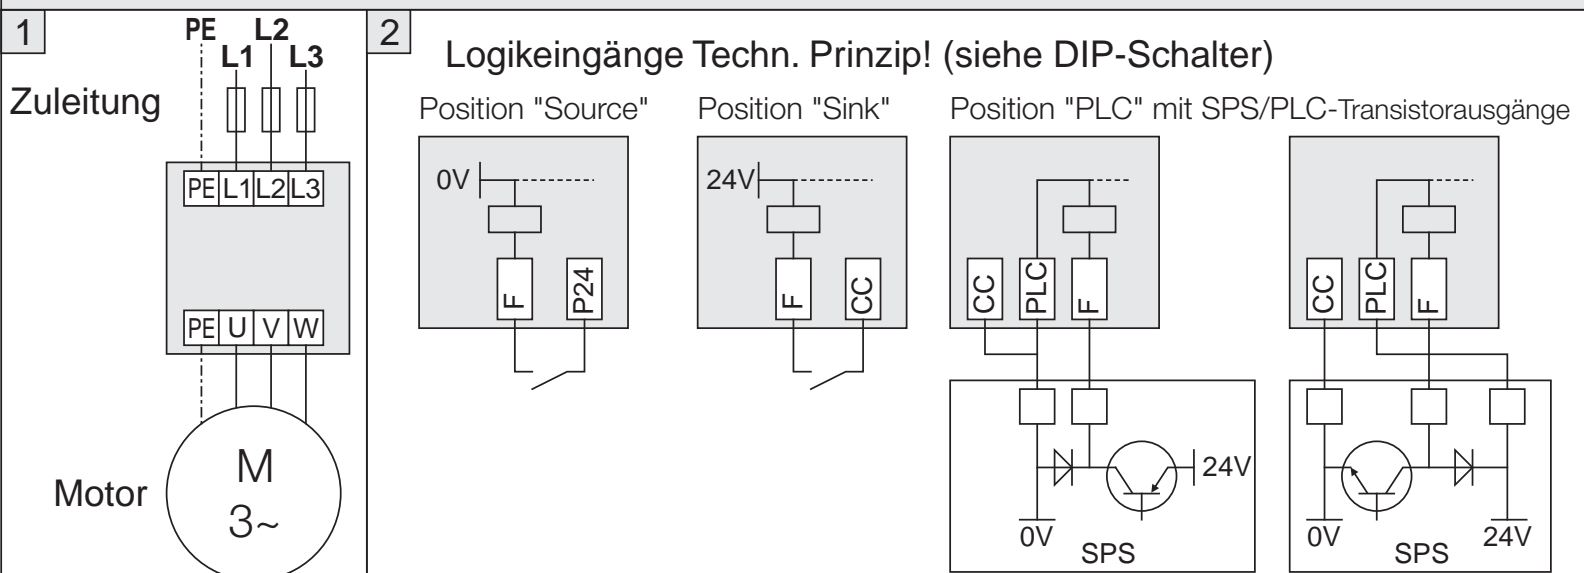 1
PE L2
L1 L3
Zuleitung
PE L1 L2 L3
PE U V W
Motor
M
3~
2
Logikeingänge Techn. Prinzip! (siehe DIP-Schalter)
Position "Source"
0V
F
P24
Position "Sink"
24V
F
CC
Position "PLC" mit SPS/PLC-Transistorausgänge
CC
PLC
F
24V
0V
SPS
CC
PLC
F
0V
SPS
24V